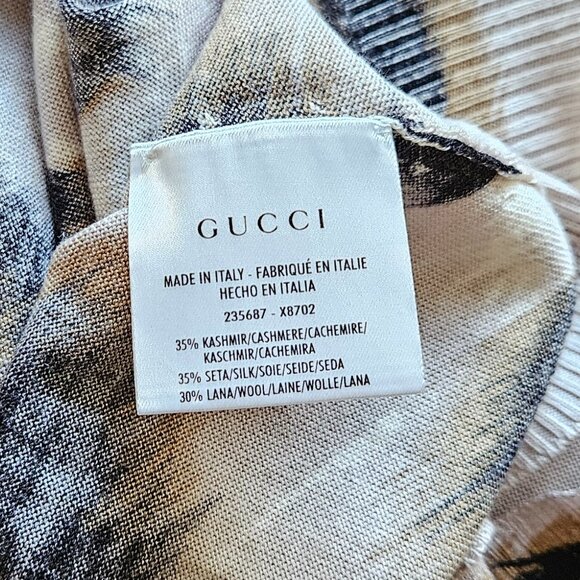 GUCCI
MADE IN ITALY - FABRIQUÉ EN ITALIE
HECHO EN ITALIA
235687 - X8702
35% KASHMIR/CASHMERE/CACHEMIRE/
KASCHMIR/CACHEMIRA
35% SETA/SILK/SOIE/SEIDE/SEDA
30% LANA/WOOL/LAINE/WOLLE/LANA